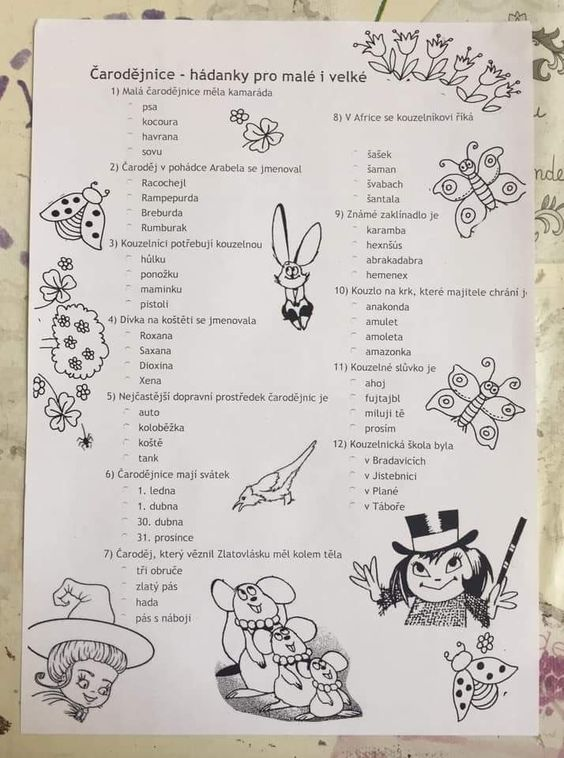 Čarodějnice - hádanky pro malé i velké
1) Malá čarodějnice měla kamaráda
psa
kocoura
havrana
sovu
2) Čaroděj v pohádce Arabela se jmenoval
Racochejl
Rampepurda
Breburda
Rumburak
3) Kouzelníci potřebují kouzelnou
hůlku
ponožku
maminku
pistoli
4) Dívka na koštěti se jmenovala
Roxana
Saxana
Dioxina
Xena
5) Nejčastější dopravní prostředek čarodějnic je
auto
koloběžka
koště
tank
6) Čarodějnice mají svátek
1. ledna
1. dubna
30. dubna
31. prosince
7) Čaroděj, který věznil Zlatovlásku měl kolem těla
tři obruče
zlatý pás
hada
pás s náboji
8) V Africe se kouzelníkovi říká
šašek
šaman
švabach
šantala
9) Známé zaklínadlo je
karamba
hexnšús
abrakadabra
hemenex
10) Kouzlo na krk, které majitele chrání j
anakonda
amulet
amoleta
amazonka
11) Kouzelné slůvko je
ahoj
fujtajbl
miluji tě
prosím
12) Kouzelnická škola byla
v Bradavicích
v Jistebnici
v Plané
v Táboře